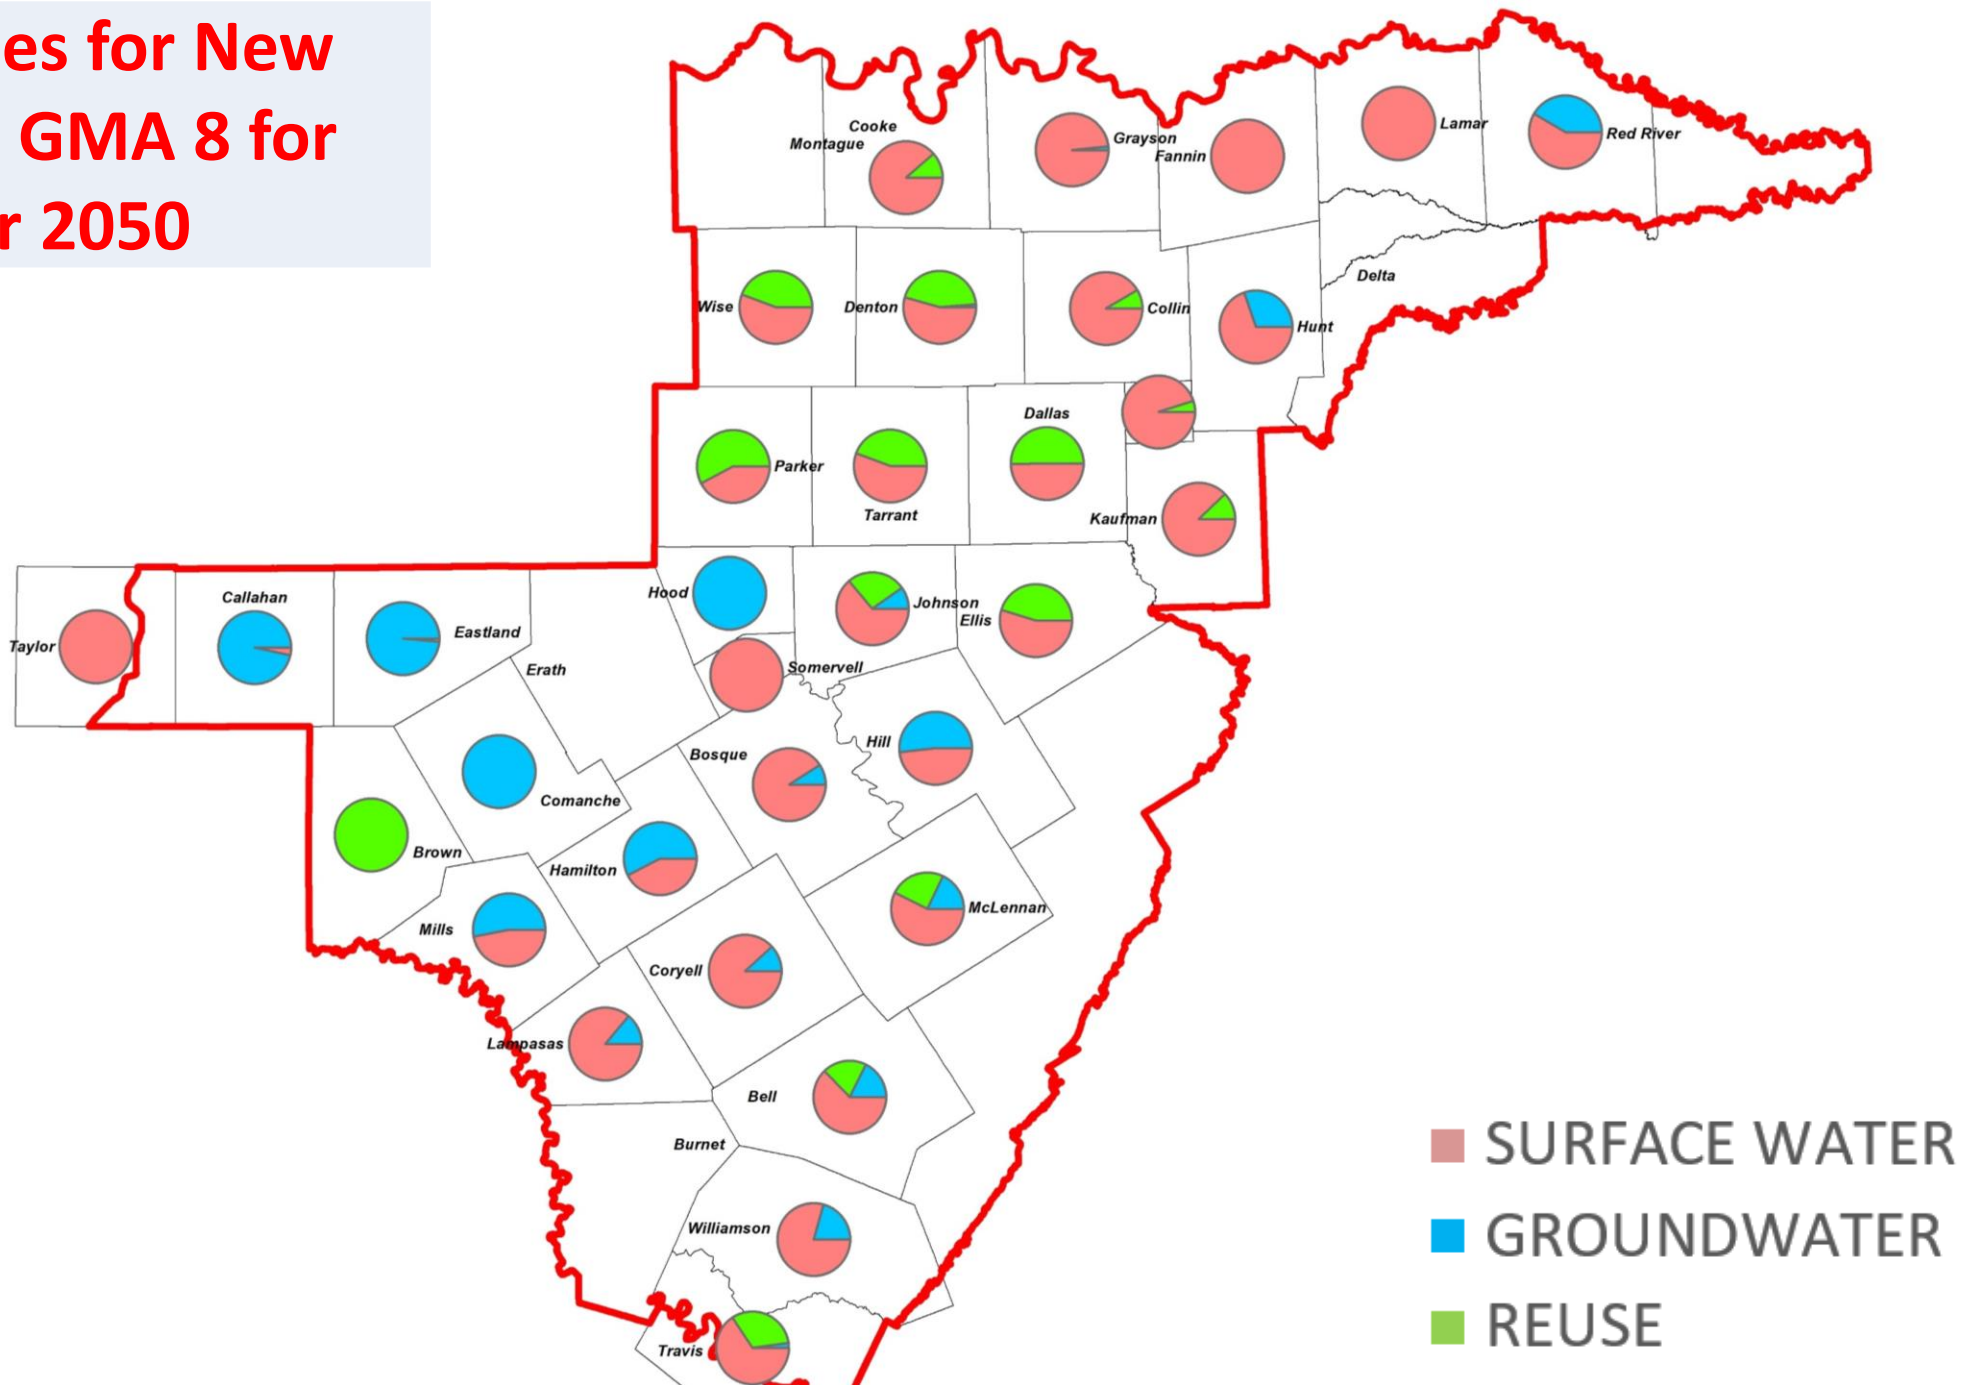 es for New
GMA 8 for
r 2050
Cooke
Montague
Grayson
Fannin
Lamar
Red River
Delta
Wise
Denton
Collin
Hunt
Dallas
Parker
Tarrant
Kaufman
Hood
Johnson
Ellis
Callahan
Eastland
Taylor
Erath
Somervell
Bosque
Hill
Comanche
Brown
Hamilton
Mills
McLennan
Coryell
Lampasas
Bell
Burnet
Williamson
Travis
SURFACE WATER
GROUNDWATER
REUSE